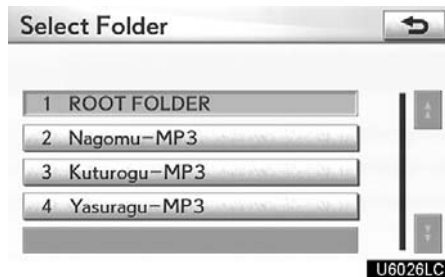 Select Folder
1 ROOT FOLDER
2 Nagomu-MP3
3 Kuturogu-MP3
4 Yasuragu-MP3
U6026LC